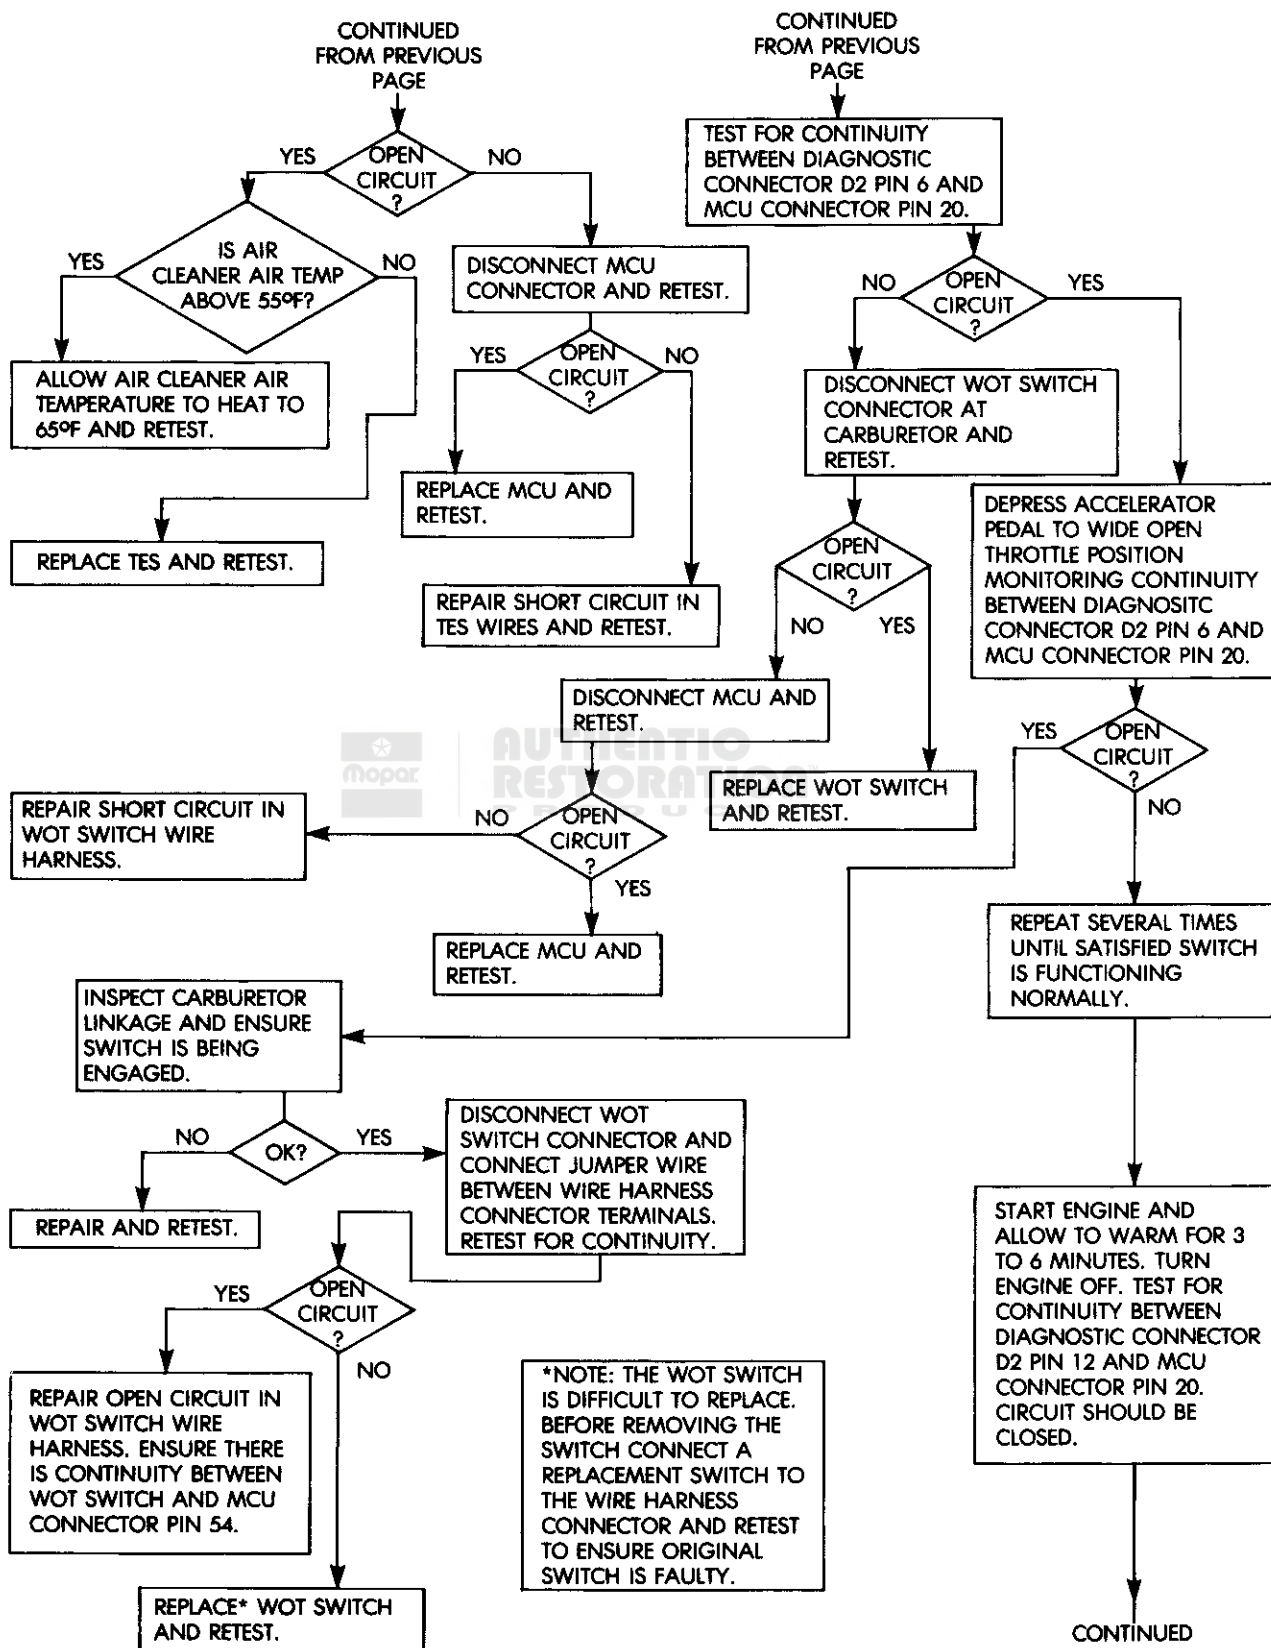 CONTINUED
FROM PREVIOUS
PAGE
OPEN
CIRCUIT
?
YES
NO
IS AIR
CLEANER AIR TEMP
ABOVE 55°F?
YES
NO
ALLOW AIR CLEANER AIR
TEMPERATURE TO HEAT TO
65°F AND RETEST.
REPLACE TES AND RETEST.
DISCONNECT MCU
CONNECTOR AND RETEST.
YES
OPEN
CIRCUIT
?
NO
REPLACE MCU AND
RETEST.
REPAIR SHORT CIRCUIT IN
TES WIRES AND RETEST.
CONTINUED
FROM PREVIOUS
PAGE
TEST FOR CONTINUITY
BETWEEN DIAGNOSTIC
CONNECTOR D2 PIN 6 AND
MCU CONNECTOR PIN 20.
NO
OPEN
CIRCUIT
?
YES
DISCONNECT WOT SWITCH
CONNECTOR AT
CARBURETOR AND
RETEST.
OPEN
CIRCUIT
?
NO
YES
DISCONNECT MCU AND
RETEST.
REPLACE WOT SWITCH
AND RETEST.
NO
OPEN
CIRCUIT
?
YES
REPAIR SHORT CIRCUIT IN
WOT SWITCH WIRE
HARNESS.
REPLACE MCU AND
RETEST.
DEPRESS ACCELERATOR
PEDAL TO WIDE OPEN
THROTTLE POSITION
MONITORING CONTINUITY
BETWEEN DIAGNOSITC
CONNECTOR D2 PIN 6 AND
MCU CONNECTOR PIN 20.
YES
OPEN
CIRCUIT
?
NO
REPEAT SEVERAL TIMES
UNTIL SATISFIED SWITCH
IS FUNCTIONING
NORMALLY.
INSPECT CARBURETOR
LINKAGE AND ENSURE
SWITCH IS BEING
ENGAGED.
NO
OK?
YES
REPAIR AND RETEST.
DISCONNECT WOT
SWITCH CONNECTOR AND
CONNECT JUMPER WIRE
BETWEEN WIRE HARNESS
CONNECTOR TERMINALS.
RETEST FOR CONTINUITY.
YES
OPEN
CIRCUIT
?
NO
REPAIR OPEN CIRCUIT IN
WOT SWITCH WIRE
HARNESS. ENSURE THERE
IS CONTINUITY BETWEEN
WOT SWITCH AND MCU
CONNECTOR PIN 54.
REPLACE* WOT SWITCH
AND RETEST.
*NOTE: THE WOT SWITCH
IS DIFFICULT TO REPLACE.
BEFORE REMOVING THE
SWITCH CONNECT A
REPLACEMENT SWITCH TO
THE WIRE HARNESS
CONNECTOR AND RETEST
TO ENSURE ORIGINAL
SWITCH IS FAULTY.
START ENGINE AND
ALLOW TO WARM FOR 3
TO 6 MINUTES. TURN
ENGINE OFF. TEST FOR
CONTINUITY BETWEEN
DIAGNOSTIC CONNECTOR
D2 PIN 12 AND MCU
CONNECTOR PIN 20.
CIRCUIT SHOULD BE
CLOSED.
CONTINUED
Mopar
AUTHENTIC
RESTORATION